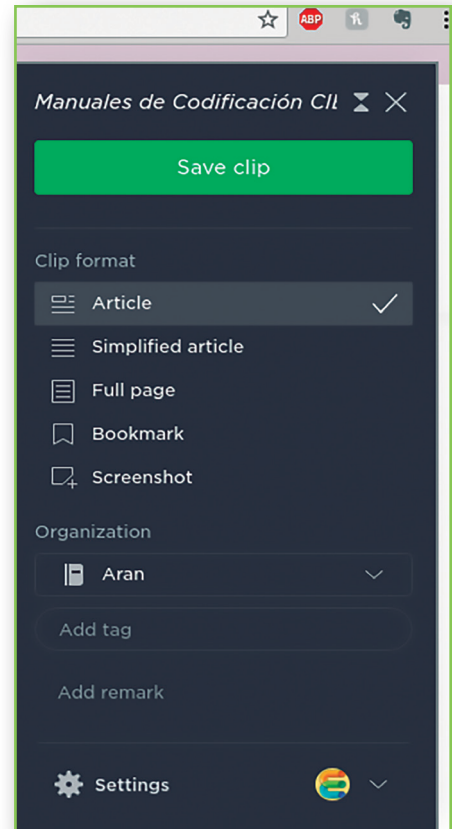 ABP
Manuales de Codificación CIE
Save clip
Clip format
Article
Simplified article
Full page
Bookmark
Screenshot
Organization
Aran
Add tag
Add remark
Settings